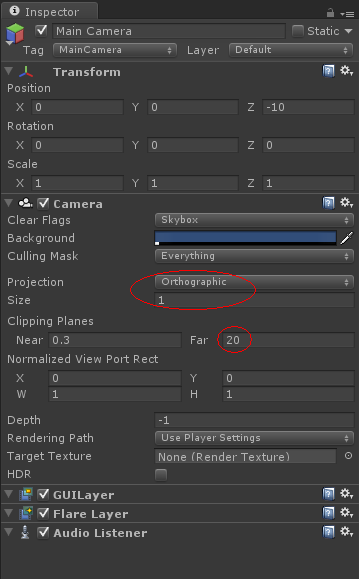 Inspector
Main Camera Static
Tag MainCamera Layer Default
Transform
Position
X 0 Y 0 Z -10
Rotation
X 0 Y 0 Z 0
Scale
X 1 Y 1 Z 1
Camera
Clear Flags Skybox
Background
Culling Mask Everything
Projection Orthographic
Size 1
Clipping Planes
Near 0.3 Far 20
Normalized View Port Rect
X 0 Y 0
W 1 H 1
Depth -1
Rendering Path Use Player Settings
Target Texture None (Render Texture)
HDR
GUILayer
Flare Layer
Audio Listener